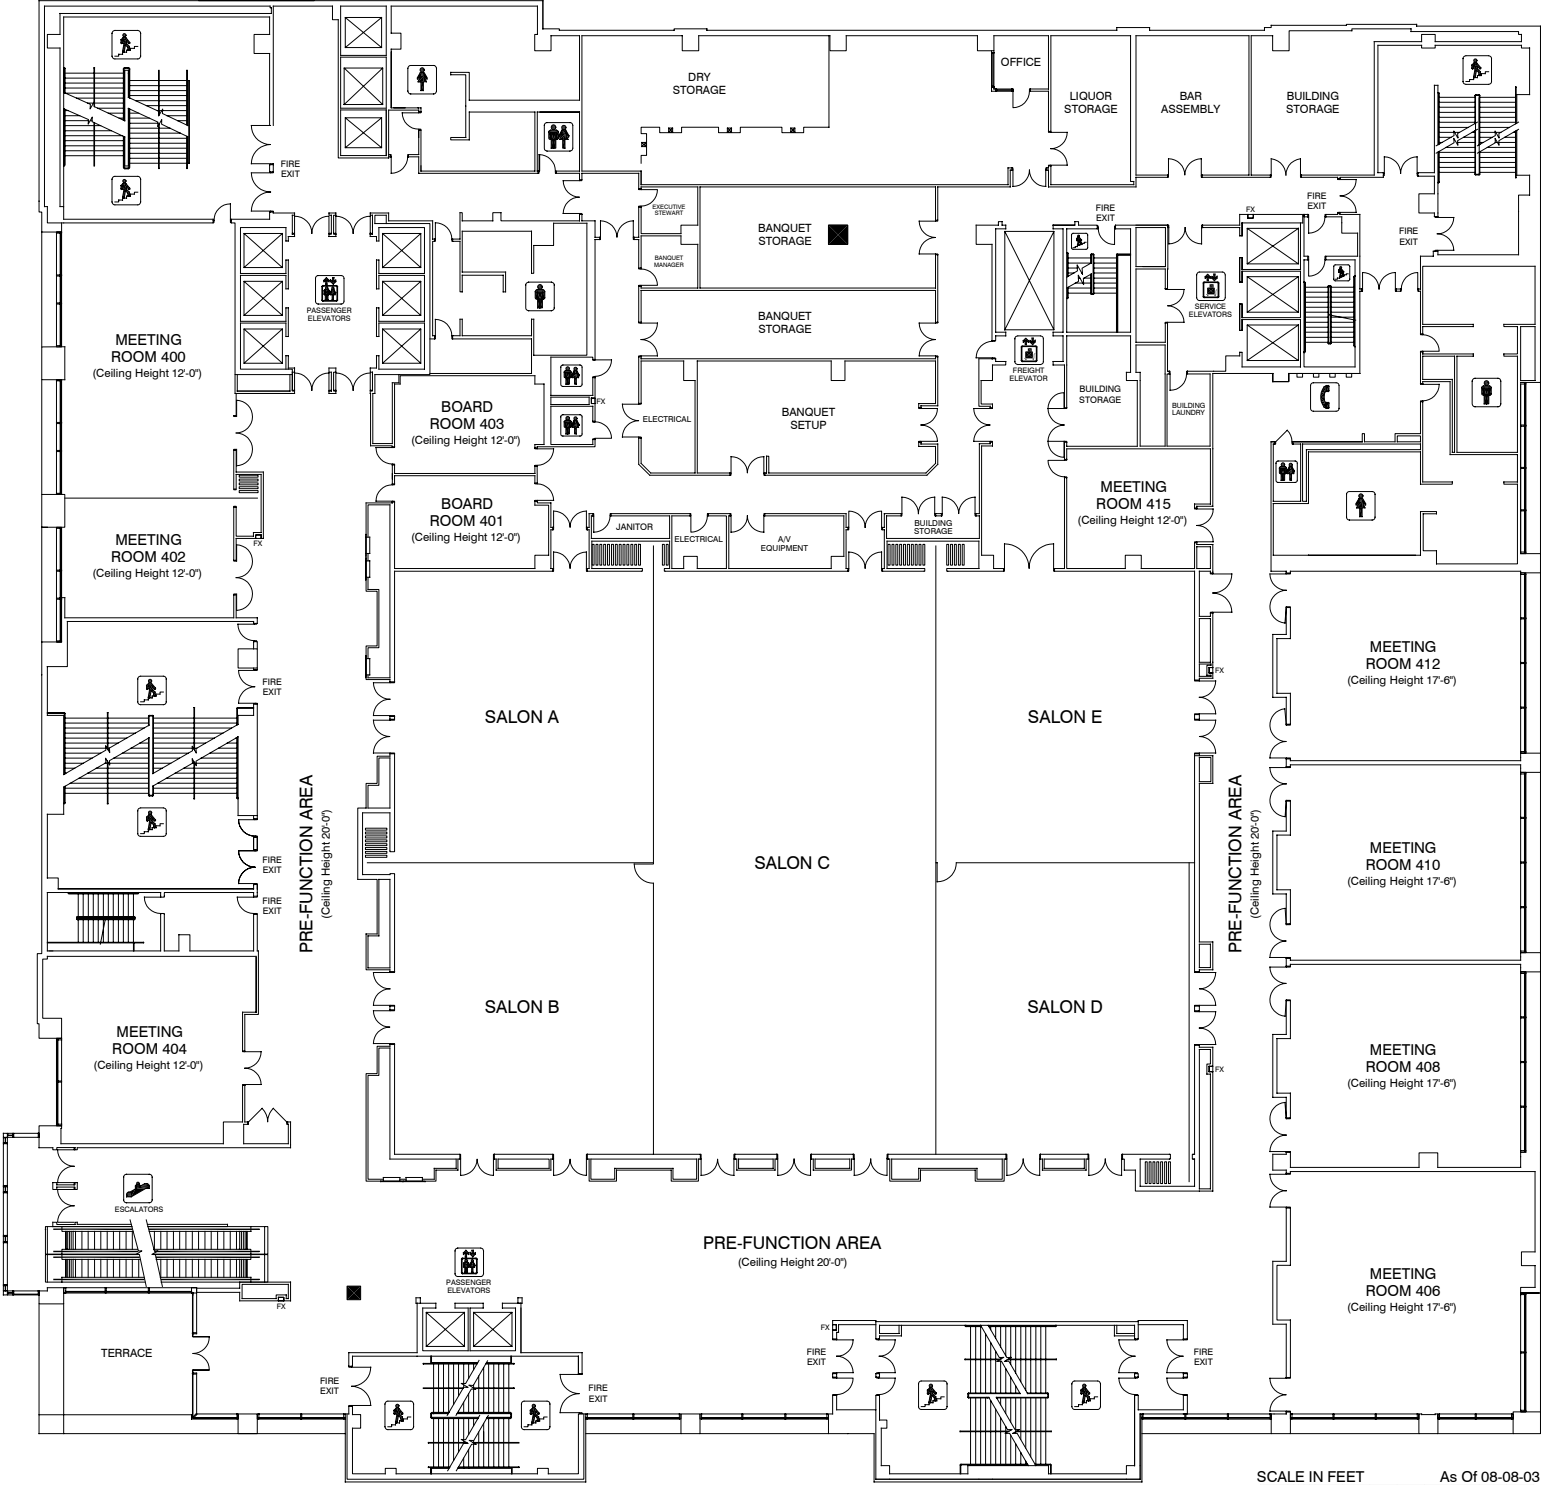 OFFICE
DRY
STORAGE
LIQUOR
STORAGE
BAR
ASSEMBLY
BUILDING
STORAGE
FIRE
EXIT
EXECUTIVE
STEWART
BANQUET
STORAGE
FIRE
EXIT
FIRE
EXIT
FX
FIRE
EXIT
BANQUET
MANAGER
PASSENGER
ELEVATORS
SERVICE
ELEVATORS
BANQUET
STORAGE
MEETING
ROOM 400
(Ceiling Height 12'-0")
FREIGHT
ELEVATOR
BOARD
ROOM 403
(Ceiling Height 12'-0")
FX
ELECTRICAL
BANQUET
SETUP
BUILDING
STORAGE
BUILDING
LAUNDRY
BOARD
ROOM 401
(Ceiling Height 12'-0")
MEETING
ROOM 415
(Ceiling Height 12'-0")
MEETING
ROOM 402
(Ceiling Height 12'-0")
FX
JANITOR
ELECTRICAL
A/V
EQUIPMENT
BUILDING
STORAGE
MEETING
ROOM 412
(Ceiling Height 17'-6")
FX
FIRE
EXIT
SALON A
SALON E
PRE-FUNCTION AREA
(Ceiling Height 20'-0")
PRE-FUNCTION AREA
(Ceiling Height 20'-0")
FIRE
EXIT
SALON C
MEETING
ROOM 410
(Ceiling Height 17'-6")
FIRE
EXIT
SALON B
SALON D
MEETING
ROOM 404
(Ceiling Height 12'-0")
MEETING
ROOM 408
(Ceiling Height 17'-6")
FX
ESCALATORS
PRE-FUNCTION AREA
(Ceiling Height 20'-0")
PASSENGER
ELEVATORS
MEETING
ROOM 406
(Ceiling Height 17'-6")
FX
FX
TERRACE
FIRE
EXIT
FIRE
EXIT
FIRE
EXIT
FIRE
EXIT
SCALE IN FEET
As Of 08-08-03